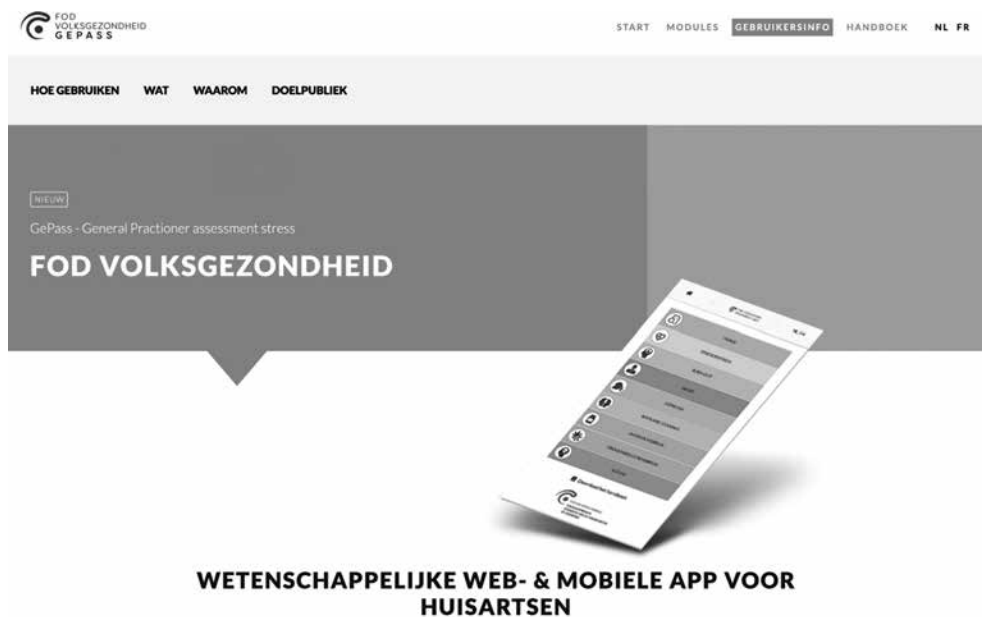 FOD
VOLKSGEZONDHEID
GEPASS
START MODULES GEBRUIKERSINFO HANDBOEK NL FR
HOE GEBRUIKEN WAT WAAROM DOELPUBLIEK
NIEUW
GePass - General Practioner assessment stress
FOD VOLKSGEZONDHEID
WETENSCHAPPELIJKE WEB- & MOBIELE APP VOOR
HUISARTSEN